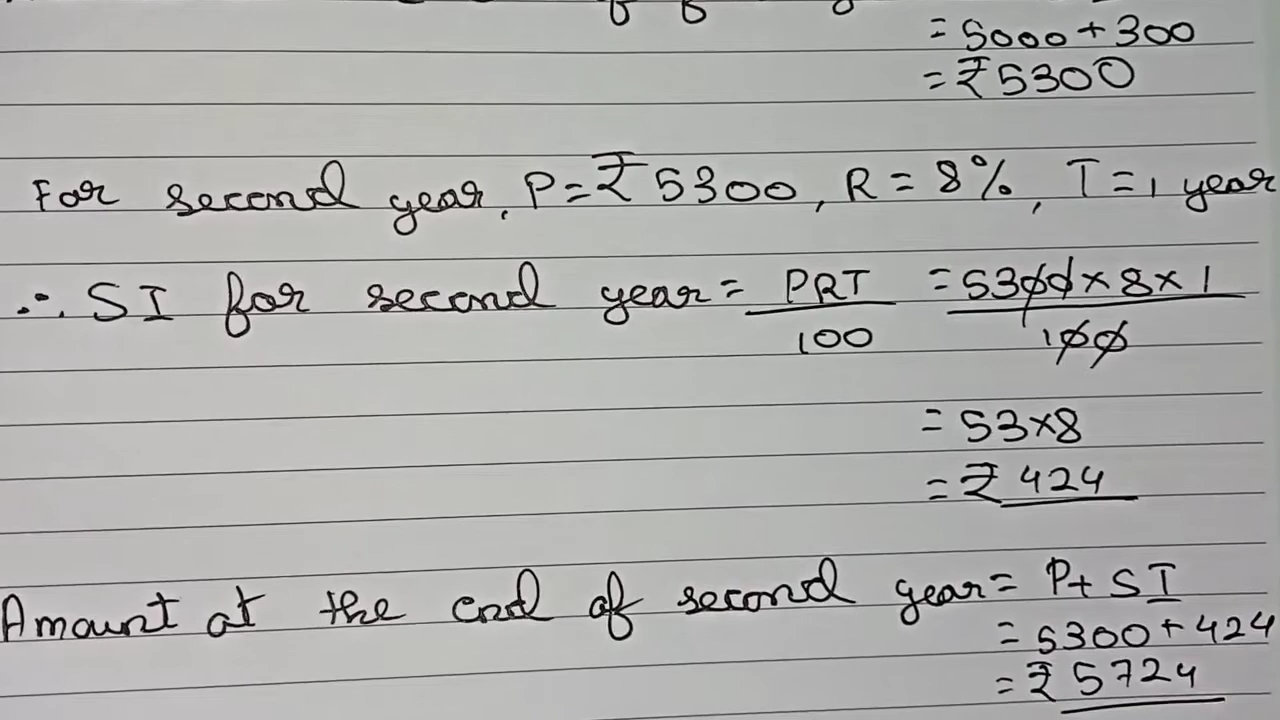 = 5000 + 300
= ₹5300
For second year, P = ₹5300, R = 8%, T = 1 year
∴ SI for second year = PRT/100 = 5300 × 8 × 1/100
= 53×8
= ₹ 424
Amount at the end of second year = P + SI
= 5300 + 424
= ₹ 5724